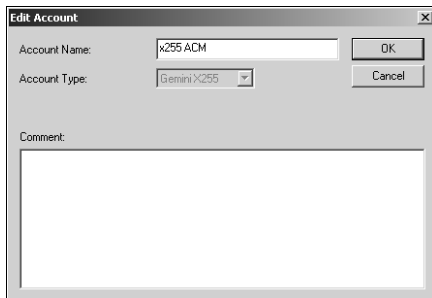 Edit Account
Account Name:
x255 ACM
OK
Account Type:
Gemini X255
Cancel
Comment: